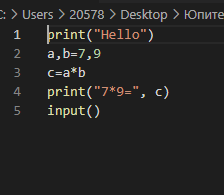 C: > Users > 20578 > Desktop > Юпите
1 print("Hello")
2 a,b=7,9
3 c=a*b
4 print("7*9=", c)
5 input()